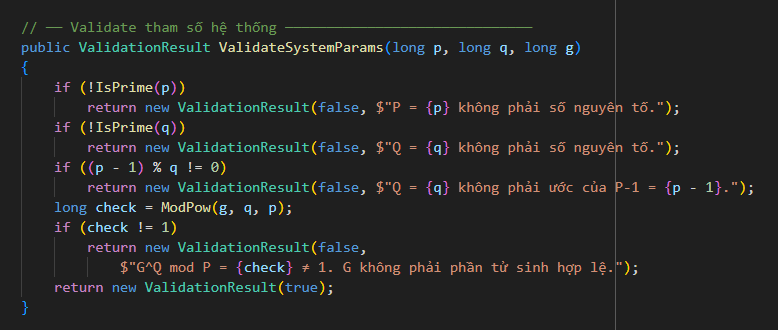 // —— Validate tham số hệ thống ——————————————————————————————
public ValidationResult ValidateSystemParams(long p, long q, long g)
{
    if (!IsPrime(p))
        return new ValidationResult(false, $"P = {p} không phải số nguyên tố.");
    if (!IsPrime(q))
        return new ValidationResult(false, $"Q = {q} không phải số nguyên tố.");
    if ((p - 1) % q != 0)
        return new ValidationResult(false, $"Q = {q} không phải ước của P-1 = {p - 1}.");
    long check = ModPow(g, q, p);
    if (check != 1)
        return new ValidationResult(false,
            $"G^Q mod P = {check} ≠ 1. G không phải phần tử sinh hợp lệ.");
    return new ValidationResult(true);
}